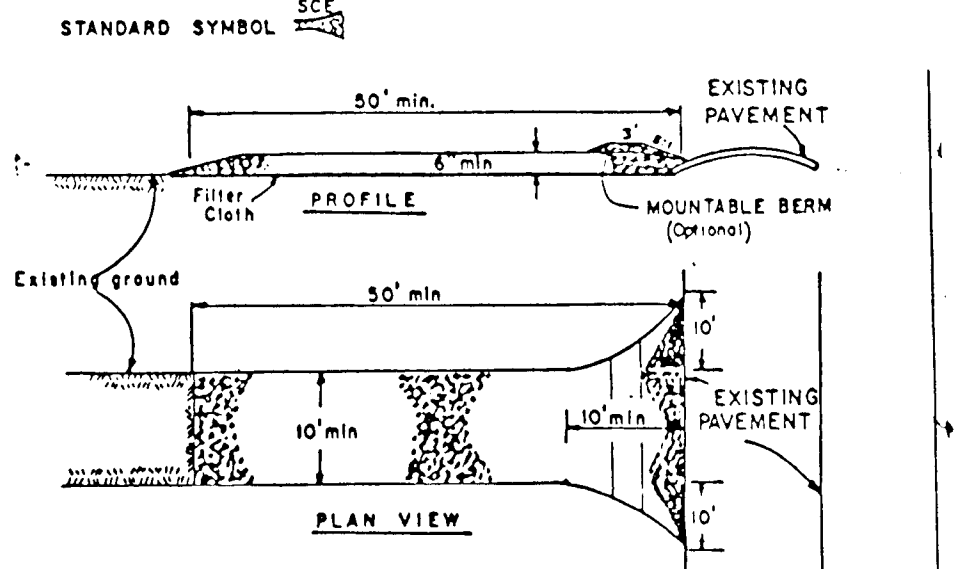 SCE
STANDARD SYMBOL
50' min.
EXISTING
PAVEMENT
3'
6" min
Filter
Cloth
PROFILE
MOUNTABLE BERM
(Optional)
Existing ground
50' min
10'
EXISTING
PAVEMENT
10' min
10' min
10'
PLAN VIEW